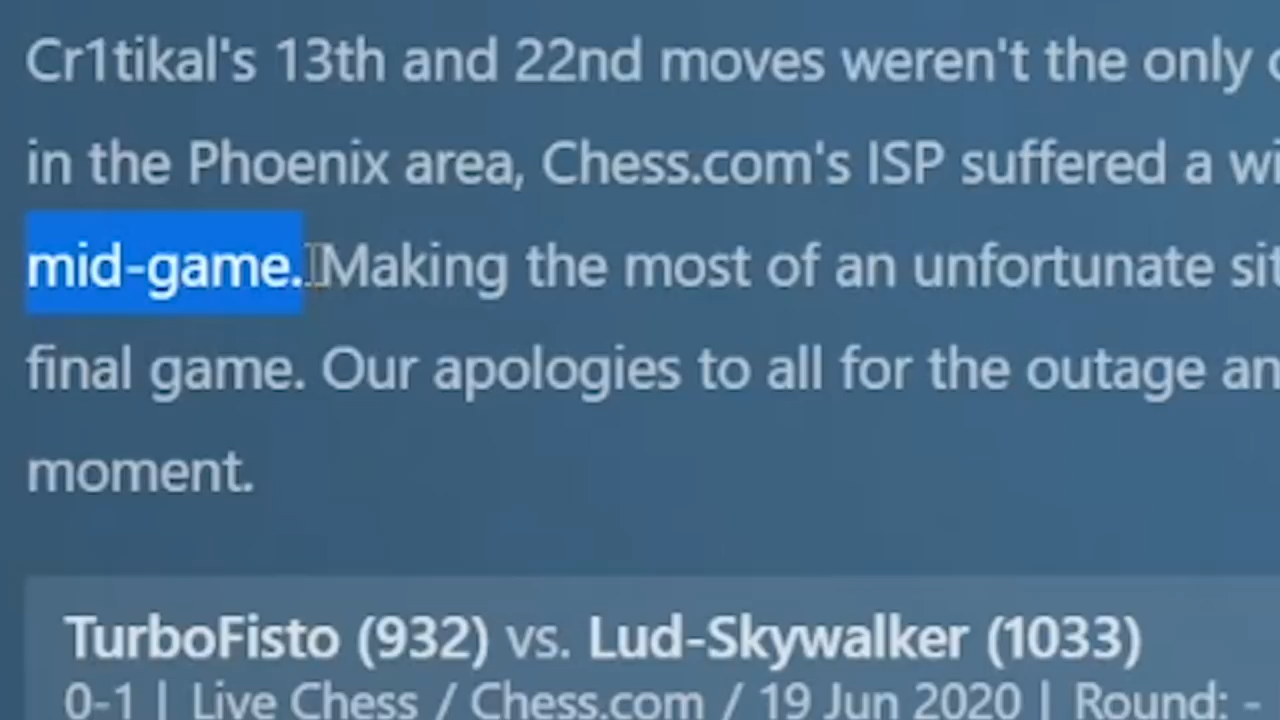 Cr1tikal's 13th and 22nd moves weren't the only
in the Phoenix area, Chess.com's ISP suffered a
mid-game. Making the most of an unfortunate
final game. Our apologies to all for the outage
moment.
TurboFisto (932) vs. Lud-Skywalker (1033)
0-1 | Live Chess / Chess.com / 19 Jun 2020 | Round: -